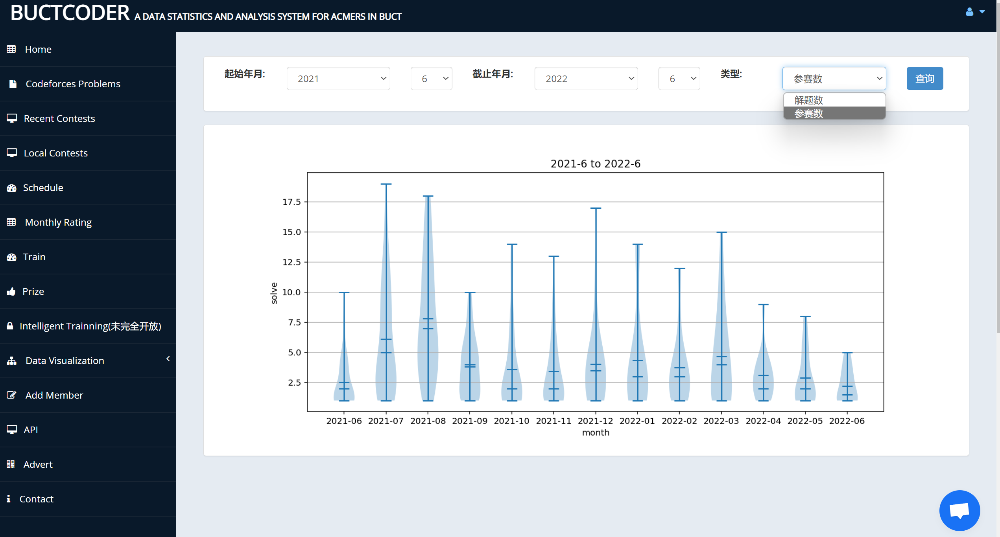 BUCTCODER A DATA STATISTICS AND ANALYSIS SYSTEM FOR ACMERS IN BUCT
Home
Codeforces Problems
Recent Contests
Local Contests
Schedule
Monthly Rating
Train
Prize
Intelligent Trainning(未完全开放)
Data Visualization
Add Member
API
Advert
Contact
起始年月: 2021 6 截止年月: 2022 6 类型: 参赛数 查询
解题数
参赛数
2021-6 to 2022-6
17.5
15.0
12.5
10.0
7.5
5.0
2.5
solve
2021-06 2021-07 2021-08 2021-09 2021-10 2021-11 2021-12 2022-01 2022-02 2022-03 2022-04 2022-05 2022-06
month